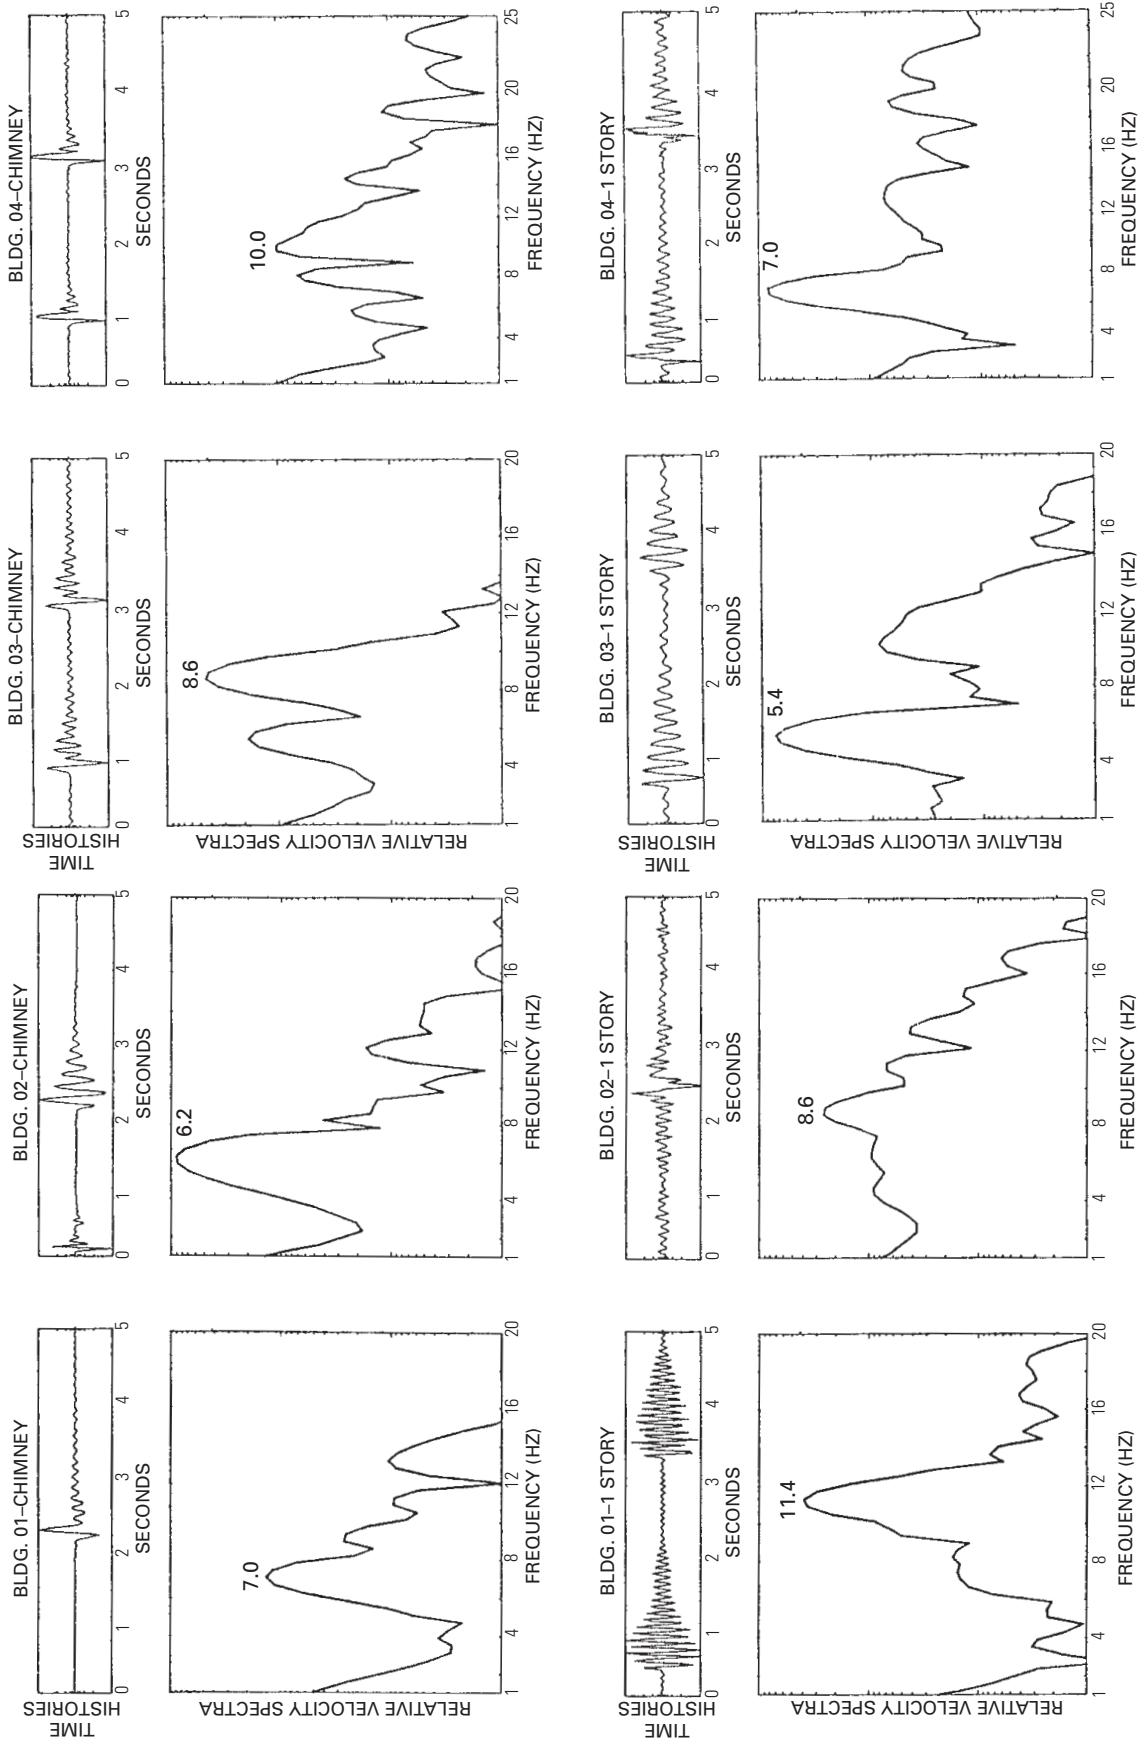 BLDG. 01–CHIMNEY
TIME
HISTORIES
0 1 2 3 4 5
SECONDS
RELATIVE VELOCITY SPECTRA
7.0
1 4 8 12 16 20
FREQUENCY (HZ)
BLDG. 02–CHIMNEY
0 1 2 3 4 5
SECONDS
6.2
1 4 8 12 16 20
FREQUENCY (HZ)
BLDG. 03–CHIMNEY
TIME
HISTORIES
0 1 2 3 4 5
SECONDS
RELATIVE VELOCITY SPECTRA
8.6
1 4 8 12 16 20
FREQUENCY (HZ)
BLDG. 04–CHIMNEY
0 1 2 3 4 5
SECONDS
10.0
1 4 8 12 16 20 25
FREQUENCY (HZ)
BLDG. 01–1 STORY
TIME
HISTORIES
0 1 2 3 4 5
SECONDS
RELATIVE VELOCITY SPECTRA
11.4
1 4 8 12 16 20
FREQUENCY (HZ)
BLDG. 02–1 STORY
0 1 2 3 4 5
SECONDS
8.6
1 4 8 12 16 20
FREQUENCY (HZ)
BLDG. 03–1 STORY
TIME
HISTORIES
0 1 2 3 4 5
SECONDS
RELATIVE VELOCITY SPECTRA
5.4
1 4 8 12 16 20
FREQUENCY (HZ)
BLDG. 04–1 STORY
0 1 2 3 4 5
SECONDS
7.0
1 4 8 12 16 20 25
FREQUENCY (HZ)